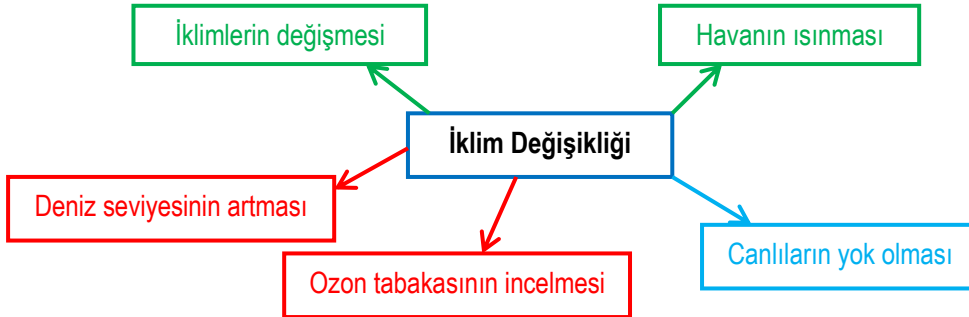 İklimlerin değişmesi
Havanın ısınması
İklim Değişikliği
Deniz seviyesinin artması
Canlıların yok olması
Ozon tabakasının incelmesi